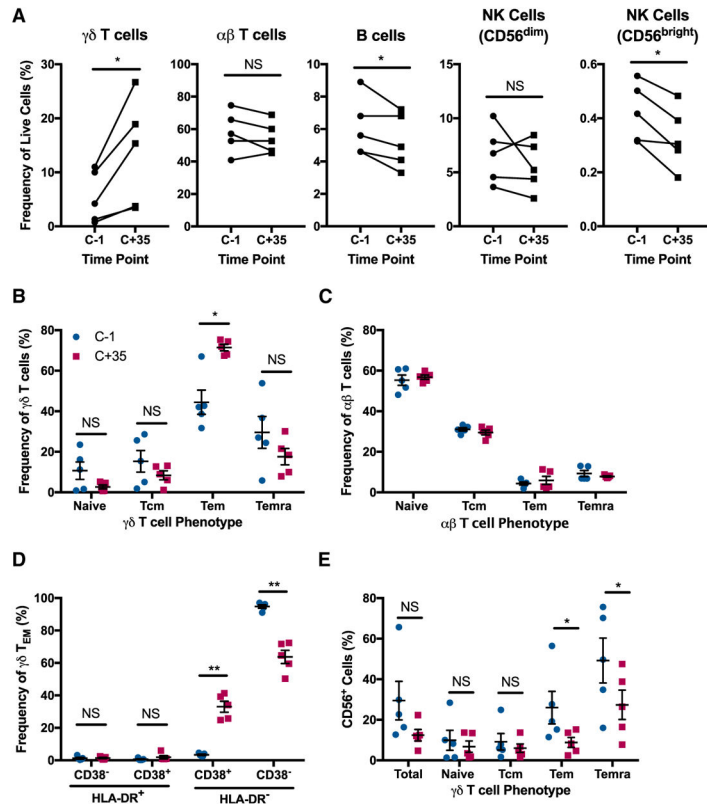 A
γδ T cells
αβ T cells
B cells
NK Cells
(CD56dim)
NK Cells
(CD56bright)
Frequency of Live Cells (%)
*
NS
*
NS
*
30
20
10
0
100
80
60
40
20
0
10
8
6
4
2
0
15
10
5
0
0.6
0.4
0.2
0.0
C-1 C+35
C-1 C+35
C-1 C+35
C-1 C+35
C-1 C+35
Time Point
Time Point
Time Point
Time Point
Time Point
B
C-1
C+35
Frequency of γδ T cells (%)
80
60
40
20
0
NS
NS
*
NS
Naive Tcm Tem Temra
γδ T cell Phenotype
C
Frequency of αβ T cells (%)
80
60
40
20
0
Naive Tcm Tem Temra
αβ T cell Phenotype
D
Frequency of γδ TEM (%)
100
80
60
40
20
0
NS
NS
**
**
CD38- CD38+ CD38+ CD38-
HLA-DR+ HLA-DR-
E
CD56+ Cells (%)
80
60
40
20
0
NS
NS
NS
*
*
Total Naive Tcm Tem Temra
γδ T cell Phenotype